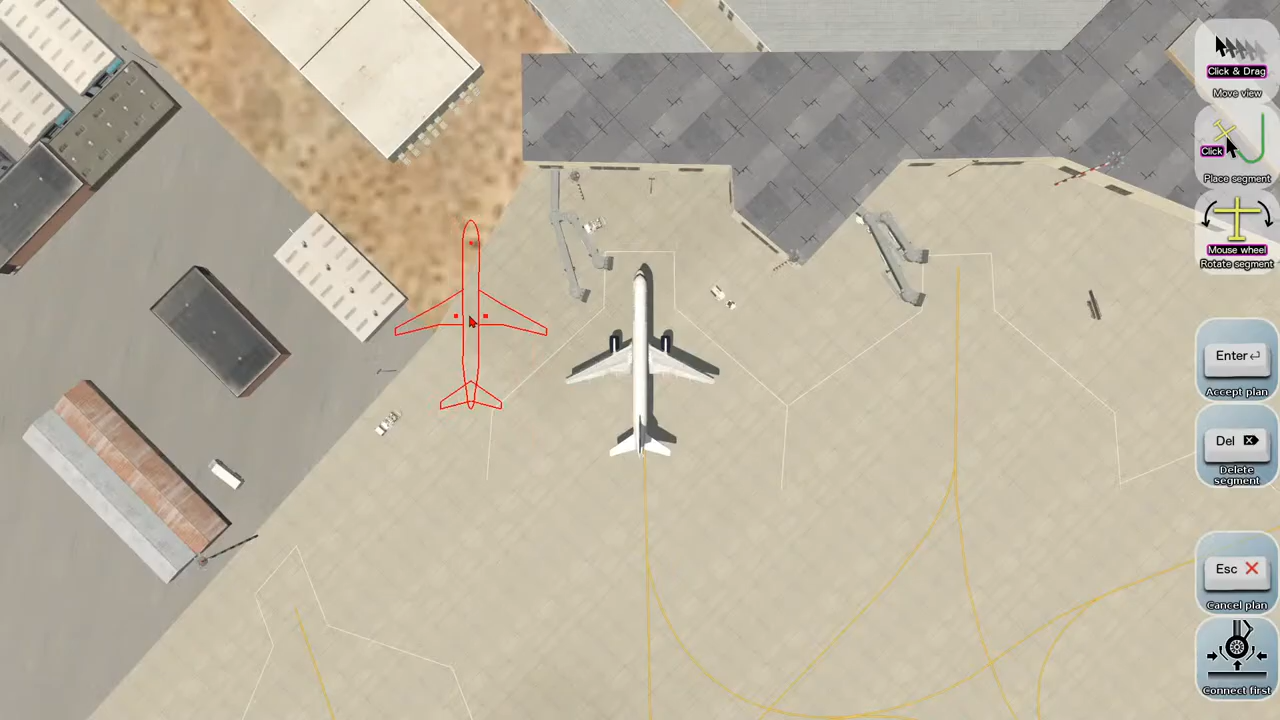 Click & Drag
Move view
Click
Place segment
Mouse wheel
Rotate segment
Enter
Accept plan
Del
Delete
segment
Esc
Cancel plan
Connect first